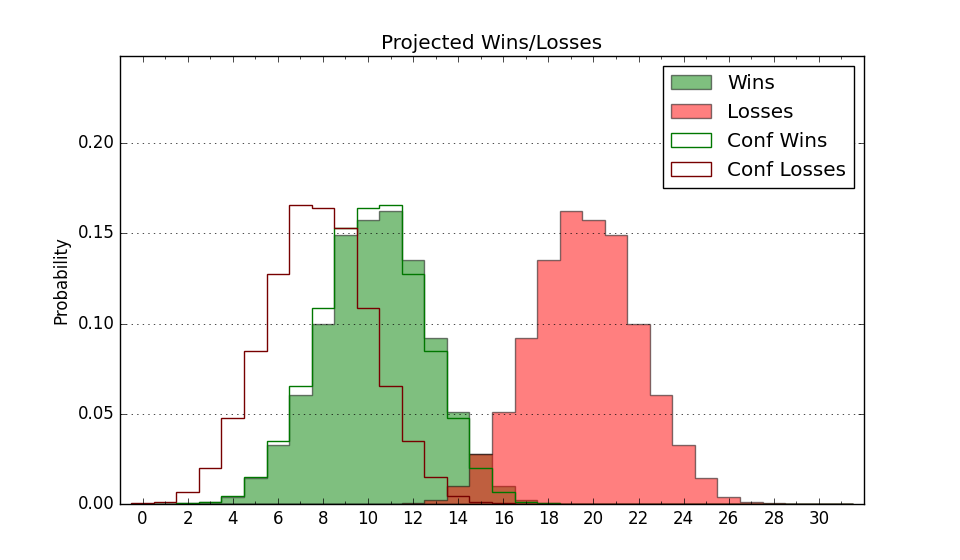 Projected Wins/Losses
Wins
Losses
Conf Wins
Conf Losses
Probability
0.20
0.15
0.10
0.05
0.00
0 2 4 6 8 10 12 14 16 18 20 22 24 26 28 30